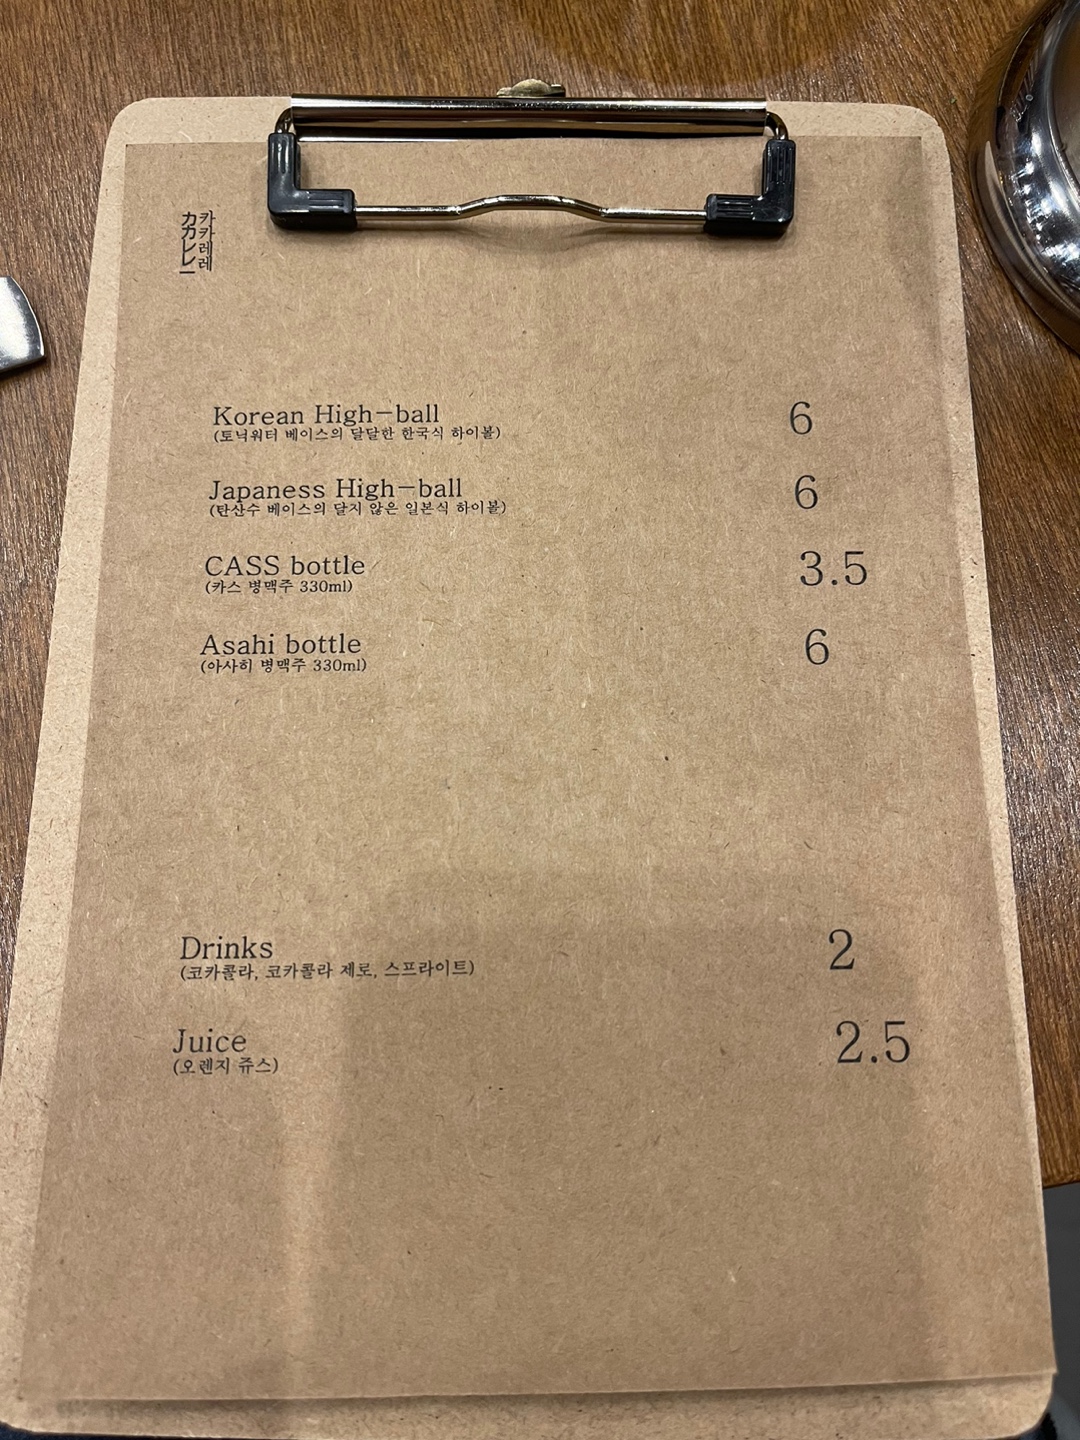 カカレー
카카레레
Korean High-ball 6
(토닉워터 베이스의 달달한 한국식 하이볼)
Japaness High-ball 6
(탄산수 베이스의 달지 않은 일본식 하이볼)
CASS bottle 3.5
(카스 병맥주 330ml)
Asahi bottle 6
(아사히 병맥주 330ml)
Drinks 2
(코카콜라, 코카콜라 제로, 스프라이트)
Juice 2.5
(오렌지 쥬스)